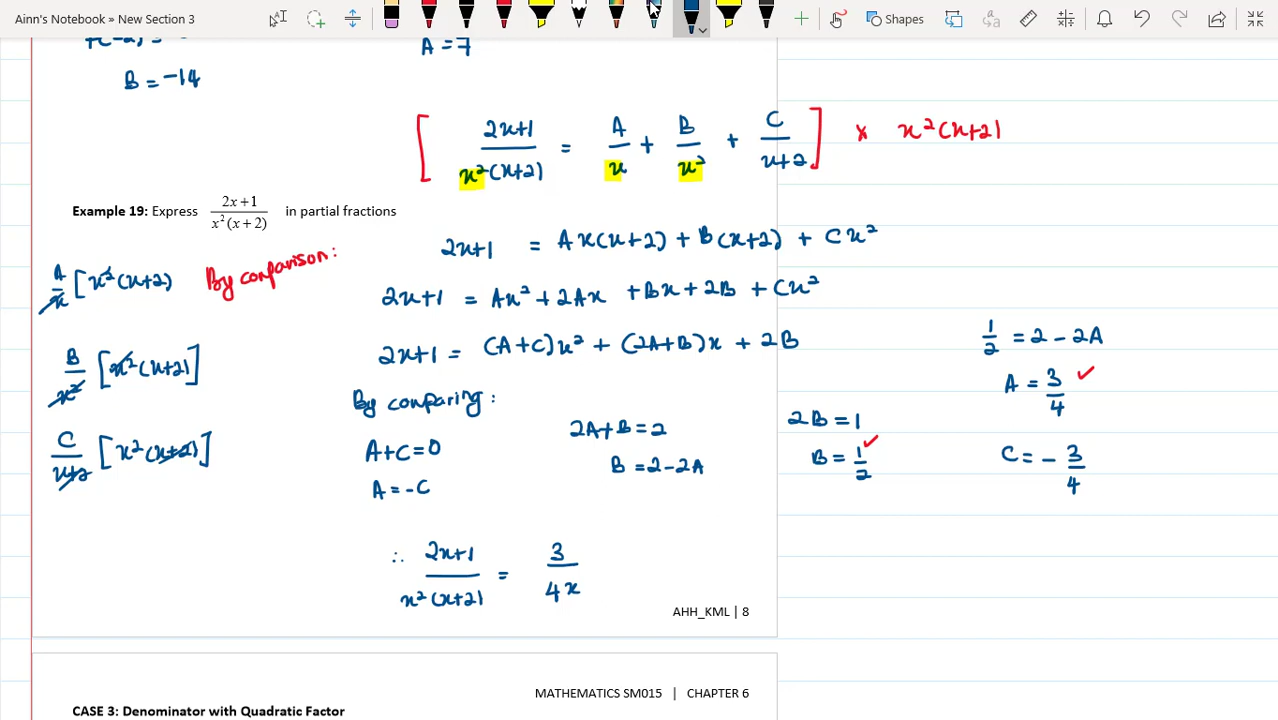 Ainn's Notebook » New Section 3
Shapes
A = 7
B = -14
[ 2x+1 / x²(x+2) = A/x + B/x² + C/x+2 ] × x²(x+2)
Example 19: Express 2x+1 / x²(x+2) in partial fractions
2x+1 = Ax(x+2) + B(x+2) + Cx²
A/x [x²(x+2)
By comparison:
2x+1 = Ax² + 2Ax + Bx + 2B + Cx²
2x+1 = (A+C)x² + (2A+B)x + 2B
B/x² [x²(x+2)]
By comparing:
C/x+2 [x²(x+2)]
A+C = 0
A = -C
2A+B = 2
B = 2-2A
2B = 1
B = 1/2 ✓
1/2 = 2 - 2A
A = 3/4 ✓
C = - 3/4
∴ 2x+1 / x²(x+2) = 3/4x
AHH_KML | 8
MATHEMATICS SM015 | CHAPTER 6
CASE 3: Denominator with Quadratic Factor